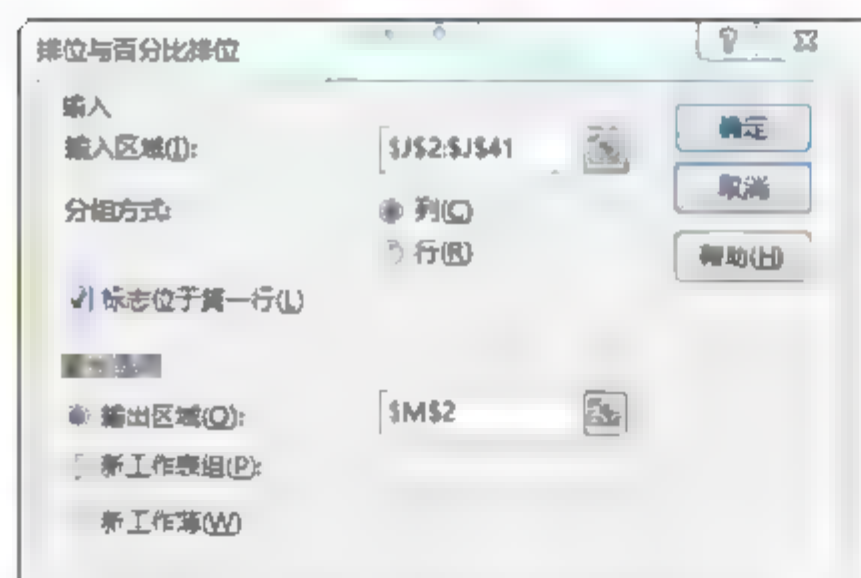 排位与百分比排位
输入
输入区域(I): $J$2:$J$41
确定
取消
分组方式: 列(C)
行(R)
帮助(H)
标志位于第一行(L)
输出区域(O): $M$2
新工作表组(P):
新工作薄(W)